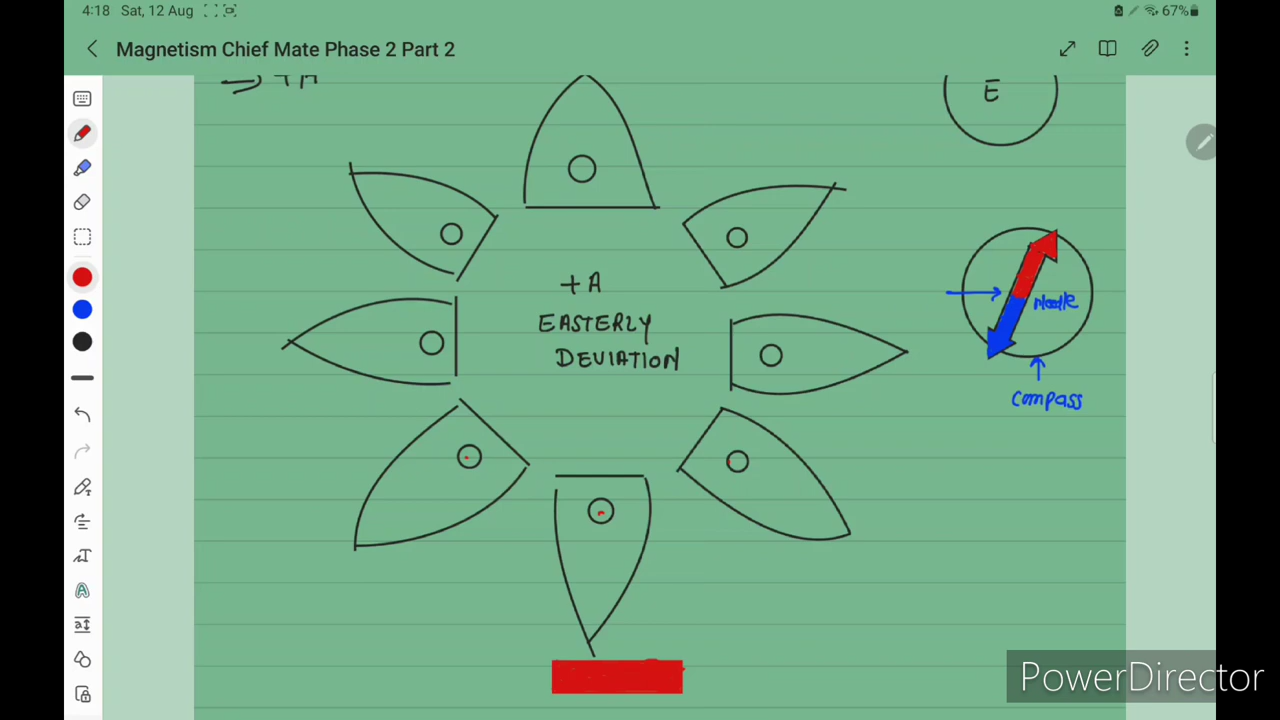 4:18 Sat, 12 Aug
67%
Magnetism Chief Mate Phase 2 Part 2
+ A
E
+A
EASTERLY
DEVIATION
Needle
compass
PowerDirector